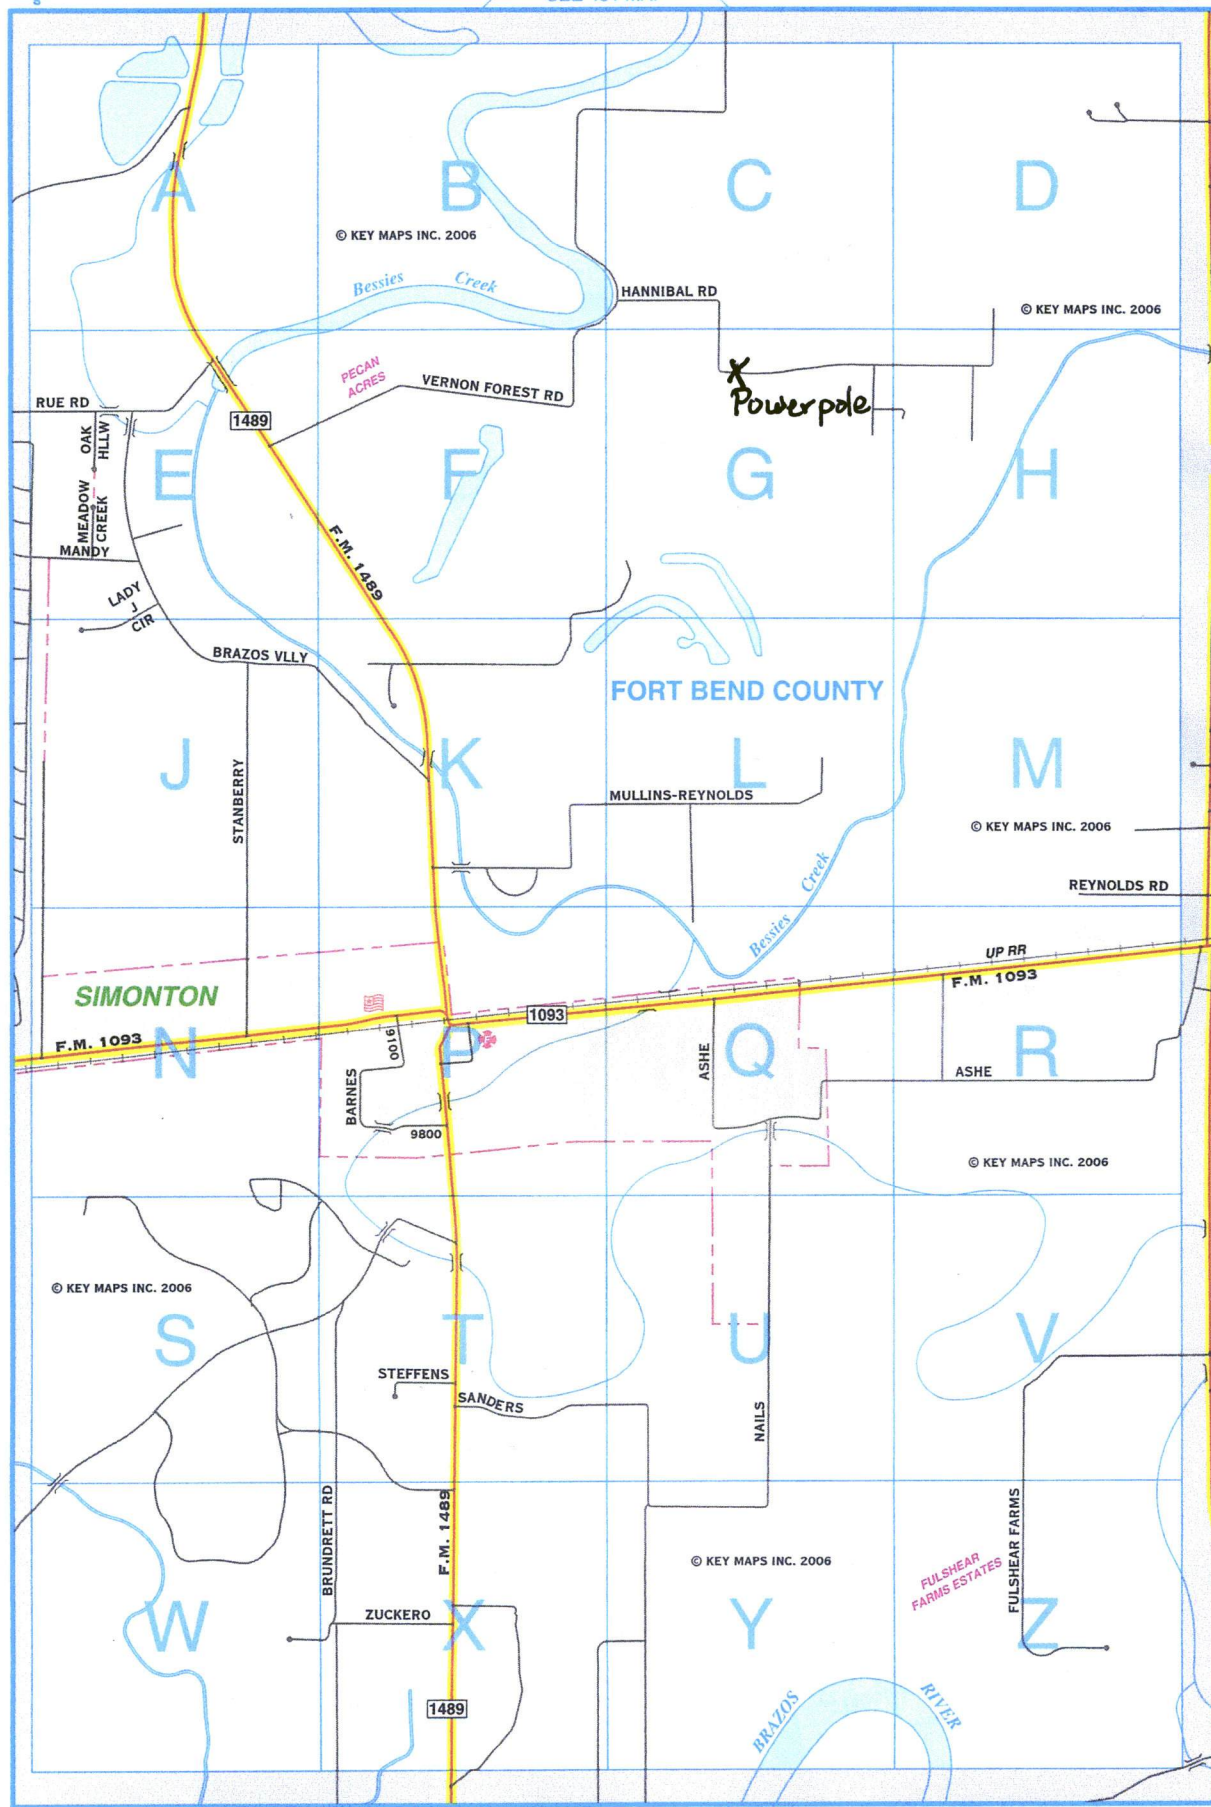 A
B
C
D
© KEY MAPS INC. 2006
Bessies Creek
HANNIBAL RD
© KEY MAPS INC. 2006
PECAN
ACRES
VERNON FOREST RD
Powerpole
RUE RD
1489
OAK
HLLW
E
F
G
H
MEADOW
CREEK
MANDY
F.M. 1489
LADY
J
CIR
BRAZOS VLLY
FORT BEND COUNTY
J
K
L
M
STANBERRY
MULLINS-REYNOLDS
© KEY MAPS INC. 2006
Bessies Creek
REYNOLDS RD
UP RR
F.M. 1093
SIMONTON
1093
F.M. 1093
N
P
Q
R
9100
BARNES
ASHE
ASHE
9800
© KEY MAPS INC. 2006
© KEY MAPS INC. 2006
S
T
U
V
STEFFENS
SANDERS
NAILS
BRUNDRETT RD
F.M. 1489
FULSHEAR FARMS
© KEY MAPS INC. 2006
FULSHEAR
FARMS ESTATES
W
X
Y
Z
ZUCKERO
1489
BRAZOS RIVER